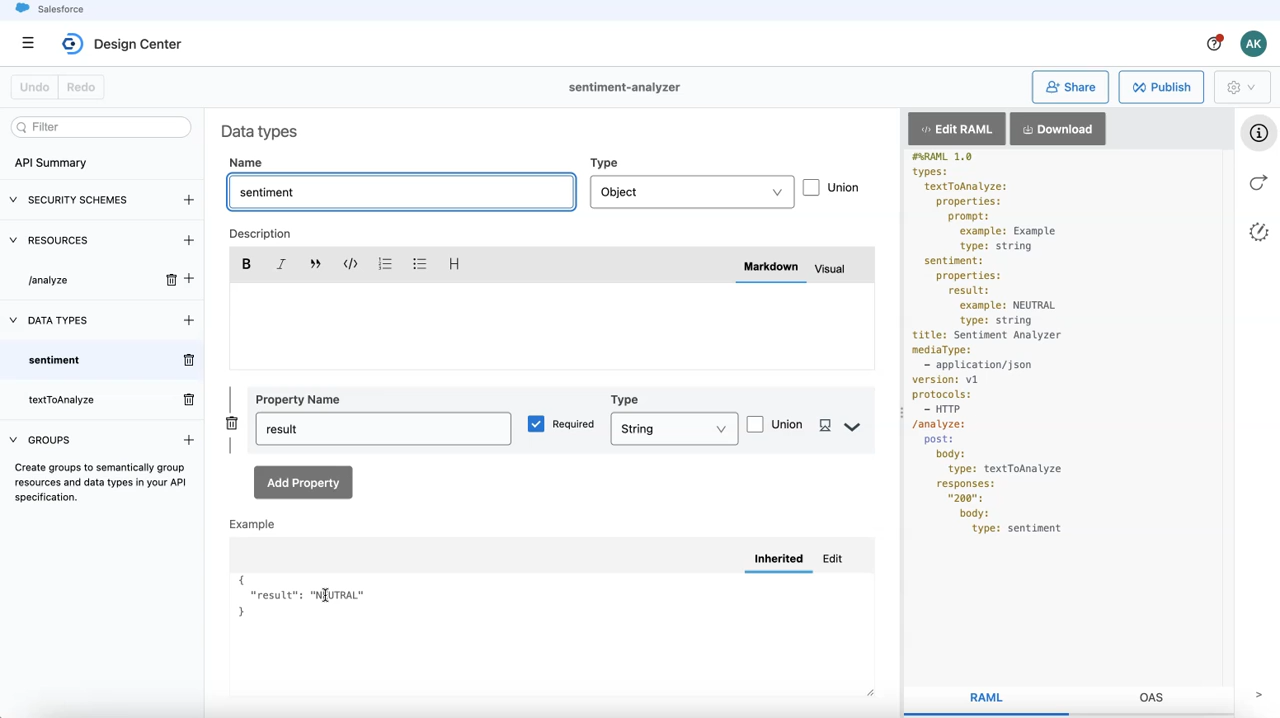 Salesforce
Design Center
AK
Undo
Redo
sentiment-analyzer
Share
Publish
Filter
API Summary
SECURITY SCHEMES
RESOURCES
/analyze
DATA TYPES
sentiment
textToAnalyze
GROUPS
Create groups to semantically group
resources and data types in your API
specification.
Data types
Name
Type
sentiment
Object
Union
Description
B
I
H
Markdown
Visual
Property Name
Type
result
Required
String
Union
Add Property
Example
Inherited
Edit
{
"result": "NEUTRAL"
}
Edit RAML
Download
#%RAML 1.0
types:
textToAnalyze:
properties:
prompt:
example: Example
type: string
sentiment:
properties:
result:
example: NEUTRAL
type: string
title: Sentiment Analyzer
mediaType:
- application/json
version: v1
protocols:
- HTTP
/analyze:
post:
body:
type: textToAnalyze
responses:
"200":
body:
type: sentiment
RAML
OAS